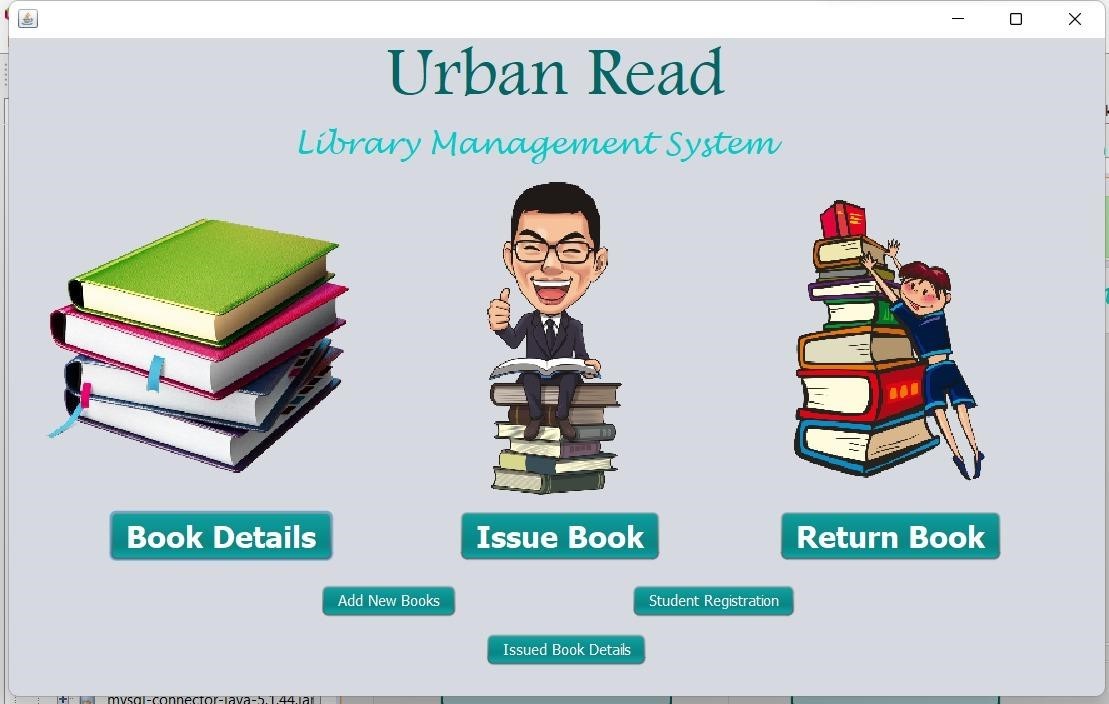 Urban Read
Library Management System
Book Details
Issue Book
Return Book
Add New Books
Student Registration
Issued Book Details
mysql-connector-java-5.1.44.jar